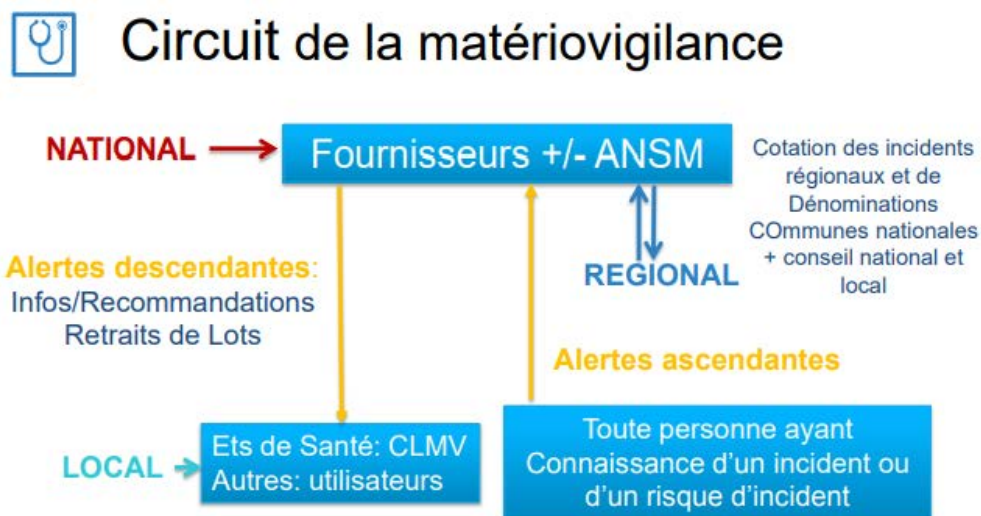 Circuit de la matèriovigilance
NATIONAL
Fournisseurs +/- ANSM
Cotation des incidents
régionaux et de
Dénominations
COmmunes nationales
+ conseil national et
local
REGIONAL
Alertes descendantes:
Infos/Recommandations
Retraits de Lots
Alertes ascendantes
LOCAL
Ets de Santé: CLMV
Autres: utilisateurs
Toute personne ayant
Connaissance d'un incident ou
d'un risque d'incident